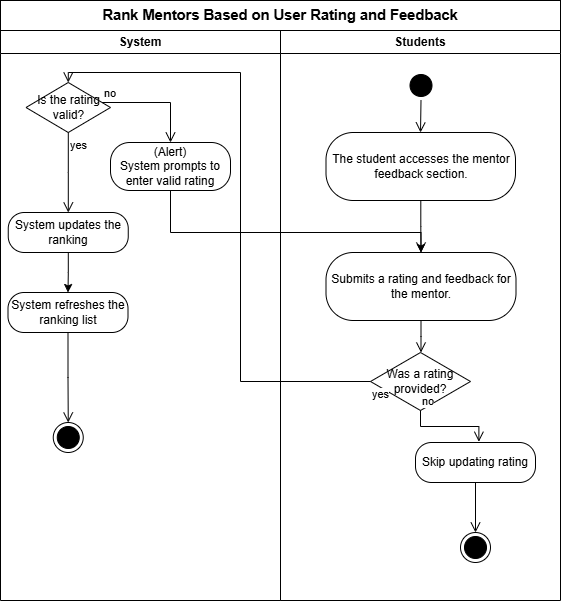 Rank Mentors Based on User Rating and Feedback
System
Students
Is the rating
valid?
no
yes
(Alert)
System prompts to
enter valid rating
System updates the
ranking
System refreshes the
ranking list
The student accesses the mentor
feedback section.
Submits a rating and feedback for
the mentor.
Was a rating
provided?
yes
no
Skip updating rating